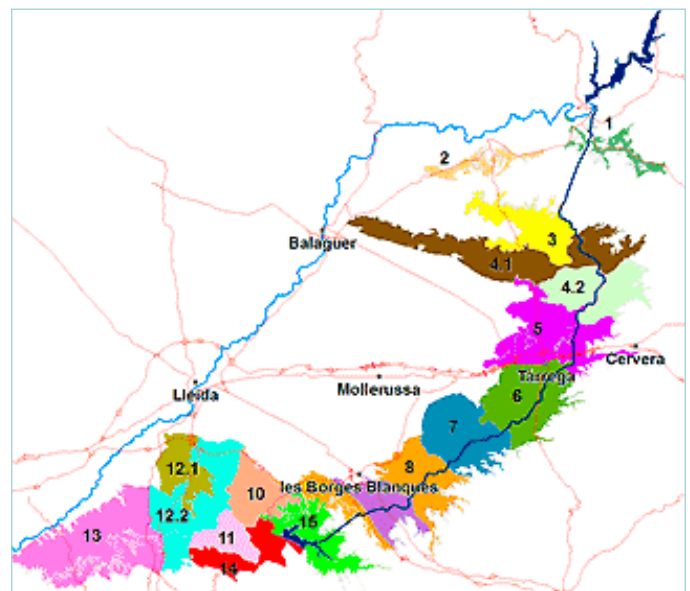 1
2
3
Balaguer
4.1
4.2
5
Cervera
Tàrrega
Mollerussa
Lleida
6
7
8
12.1
les Borges Blanques
10
12.2
15
13
11
14